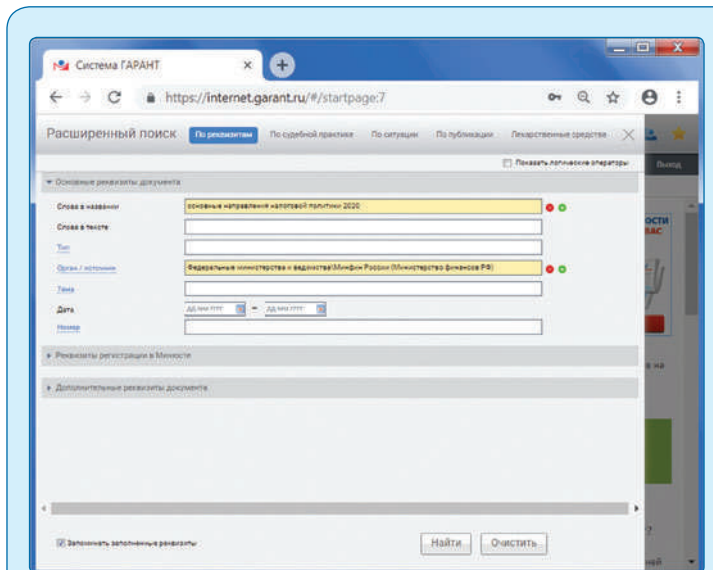 Система ГАРАНТ
https://internet.garant.ru/#/startpage:7
Расширенный поиск По реквизитам По судебной практике По ситуации По публикации Лекарственные средства
Показать логические операторы
Выход
Основные реквизиты документа
Слова в названии основные направления налоговой политики 2020
Слова в тексте
Тип
Орган / источник Федеральные министерства и ведомства\Минфин России (Министерство финансов РФ)
Тема
Дата дд.мм.гггг – дд.мм.гггг
Номер
Реквизиты регистрации в Минюсте
Дополнительные реквизиты документа
Запоминать заполненные реквизиты Найти Очистить